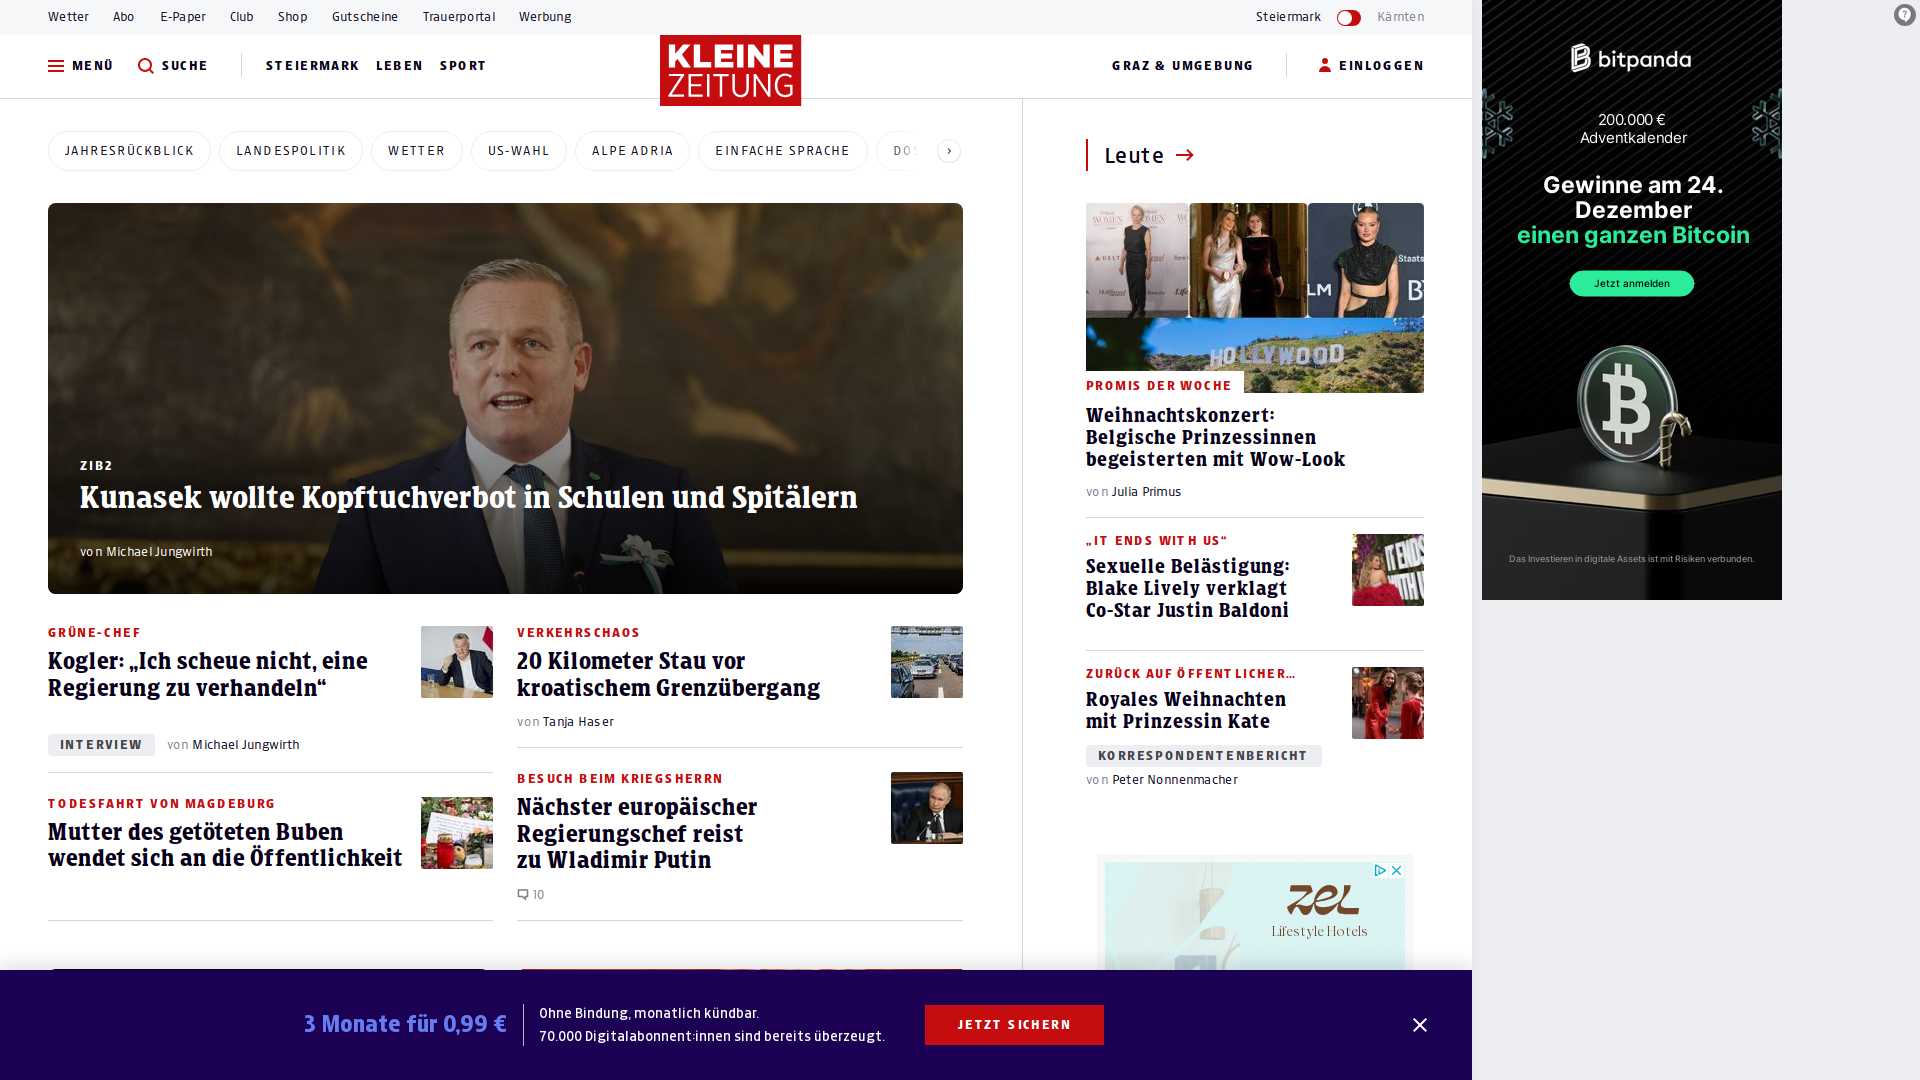 Wetter Abo E-Paper Club Shop Gutscheine Trauerportal Werbung
Steiermark Kärnten
MENÜ SUCHE STEIERMARK LEBEN SPORT
KLEINE
ZEITUNG
GRAZ & UMGEBUNG EINLOGGEN
JAHRESRÜCKBLICK LANDESPOLITIK WETTER US-WAHL ALPE ADRIA EINFACHE SPRACHE
ZIB2
Kunasek wollte Kopftuchverbot in Schulen und Spitälern
von Michael Jungwirth
GRÜNE-CHEF
Kogler: „Ich scheue nicht, eine
Regierung zu verhandeln“
INTERVIEW von Michael Jungwirth
TODESFAHRT VON MAGDEBURG
Mutter des getöteten Buben
wendet sich an die Öffentlichkeit
VERKEHRSCHAOS
20 Kilometer Stau vor
kroatischem Grenzübergang
von Tanja Haser
BESUCH BEIM KRIEGSHERRN
Nächster europäischer
Regierungschef reist
zu Wladimir Putin
10
Leute
HOLLYWOOD
PROMIS DER WOCHE
Weihnachtskonzert:
Belgische Prinzessinnen
begeisterten mit Wow-Look
von Julia Primus
„IT ENDS WITH US“
Sexuelle Belästigung:
Blake Lively verklagt
Co-Star Justin Baldoni
ZURÜCK AUF ÖFFENTLICHER…
Royales Weihnachten
mit Prinzessin Kate
KORRESPONDENTENBERICHT
von Peter Nonnenmacher
zel
Lifestyle Hotels
bitpanda
200.000 €
Adventkalender
Gewinne am 24.
Dezember
einen ganzen Bitcoin
Jetzt anmelden
Das Investieren in digitale Assets ist mit Risiken verbunden.
3 Monate für 0,99 €
Ohne Bindung, monatlich kündbar.
70.000 Digitalabonnent:innen sind bereits überzeugt.
JETZT SICHERN